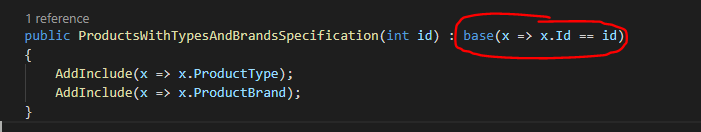 1 reference
public ProductsWithTypesAndBrandsSpecification(int id) : base(x => x.Id == id)
{
AddInclude(x => x.ProductType);
AddInclude(x => x.ProductBrand);
}